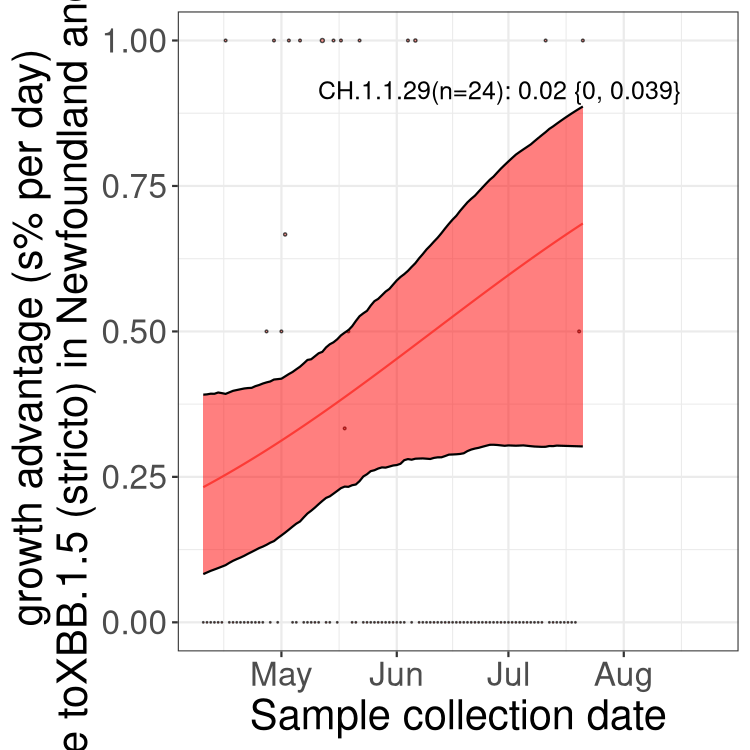 growth advantage (s% per day)
e toXBB.1.5 (stricto) in Newfoundland and
1.00
0.75
0.50
0.25
0.00
CH.1.1.29(n=24): 0.02 {0, 0.039}
May Jun Jul Aug
Sample collection date